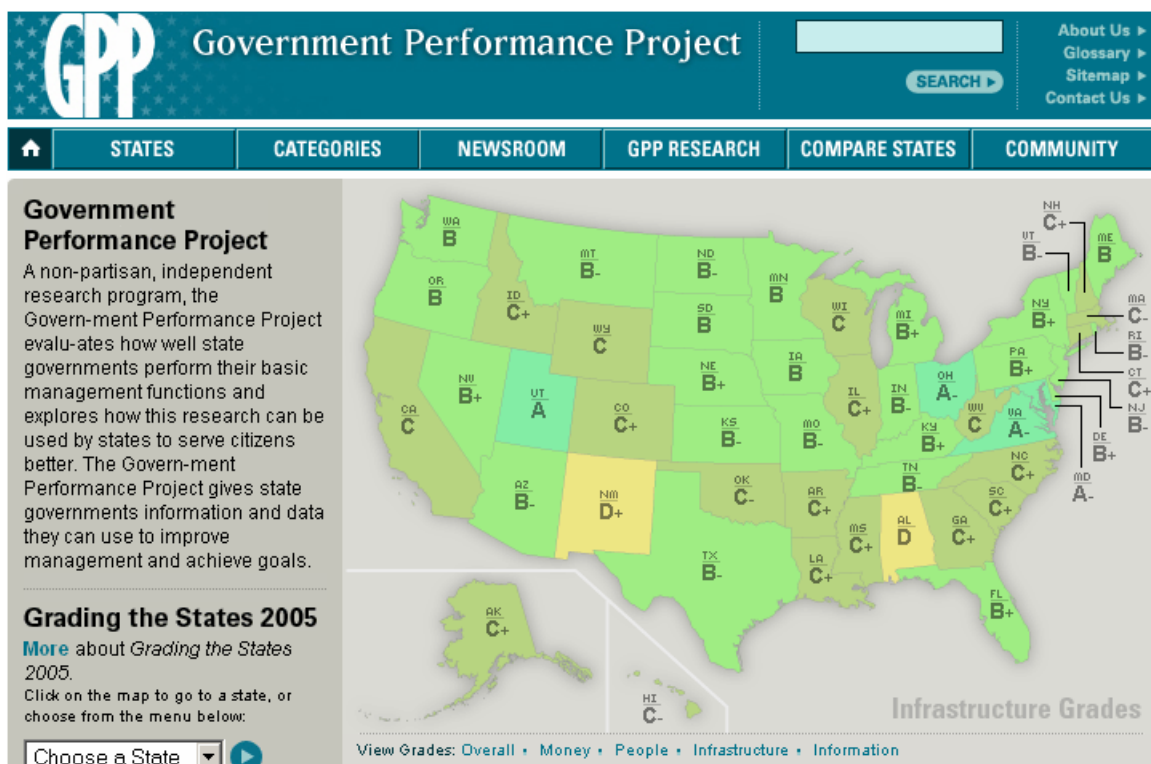 GPP
Government Performance Project
SEARCH
About Us
Glossary
Sitemap
Contact Us
STATES
CATEGORIES
NEWSROOM
GPP RESEARCH
COMPARE STATES
COMMUNITY
Government
Performance Project
A non-partisan, independent
research program, the
Govern-ment Performance Project
evalu-ates how well state
governments perform their basic
management functions and
explores how this research can be
used by states to serve citizens
better. The Govern-ment
Performance Project gives state
governments information and data
they can use to improve
management and achieve goals.
Grading the States 2005
More about Grading the States
2005.
Click on the map to go to a state, or
choose from the menu below:
Choose a State
WA
B
OR
B
CA
C
ID
C+
NV
B+
UT
A
AZ
B-
MT
B-
WY
C
CO
C+
NM
D+
ND
B-
SD
B
NE
B+
KS
B-
OK
C-
TX
B-
MN
B
IA
B
MO
B-
AR
C+
LA
C+
WI
C
IL
C+
MS
C+
MI
B+
IN
B-
KY
B+
TN
B-
AL
D
OH
A-
WV
C
VA
A-
NC
C+
SC
C+
GA
C+
FL
B+
PA
B+
NY
B+
VT
B-
NH
C+
ME
B
MA
C-
RI
B-
CT
C+
NJ
B-
DE
B+
MD
A-
AK
C+
HI
C-
Infrastructure Grades
View Grades: Overall • Money • People • Infrastructure • Information